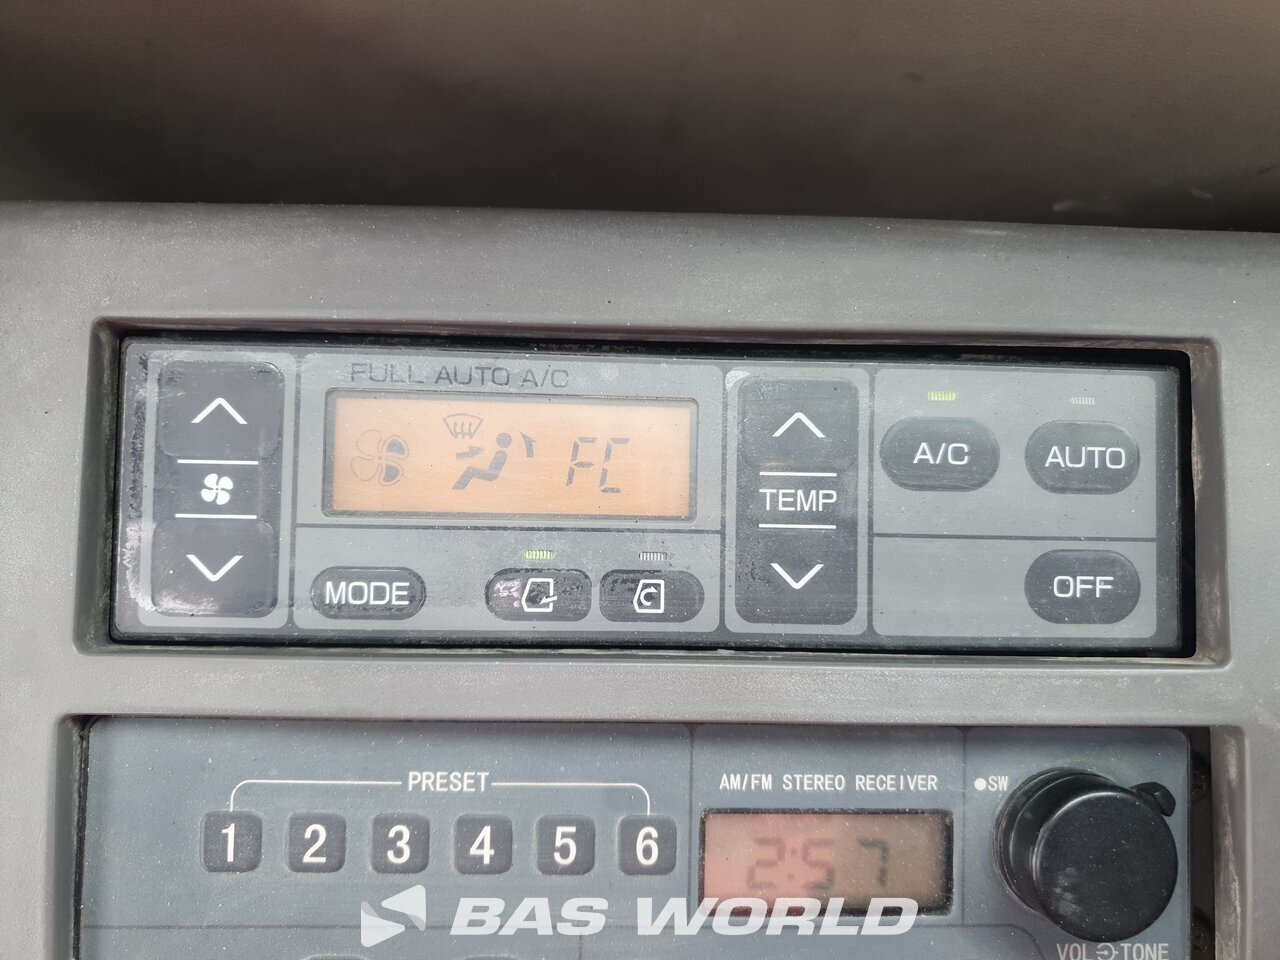 FULL AUTO A/C
FC
TEMP
A/C
AUTO
MODE
OFF
PRESET
1 2 3 4 5 6
AM/FM STEREO RECEIVER
2:57
SW
VOL TONE
BAS WORLD